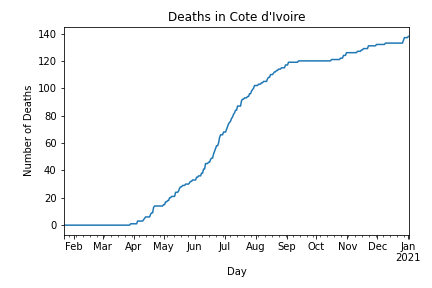 Deaths in Cote d'Ivoire
140
120
100
80
60
40
20
0
Number of Deaths
Feb Mar Apr May Jun Jul Aug Sep Oct Nov Dec Jan
2021
Day